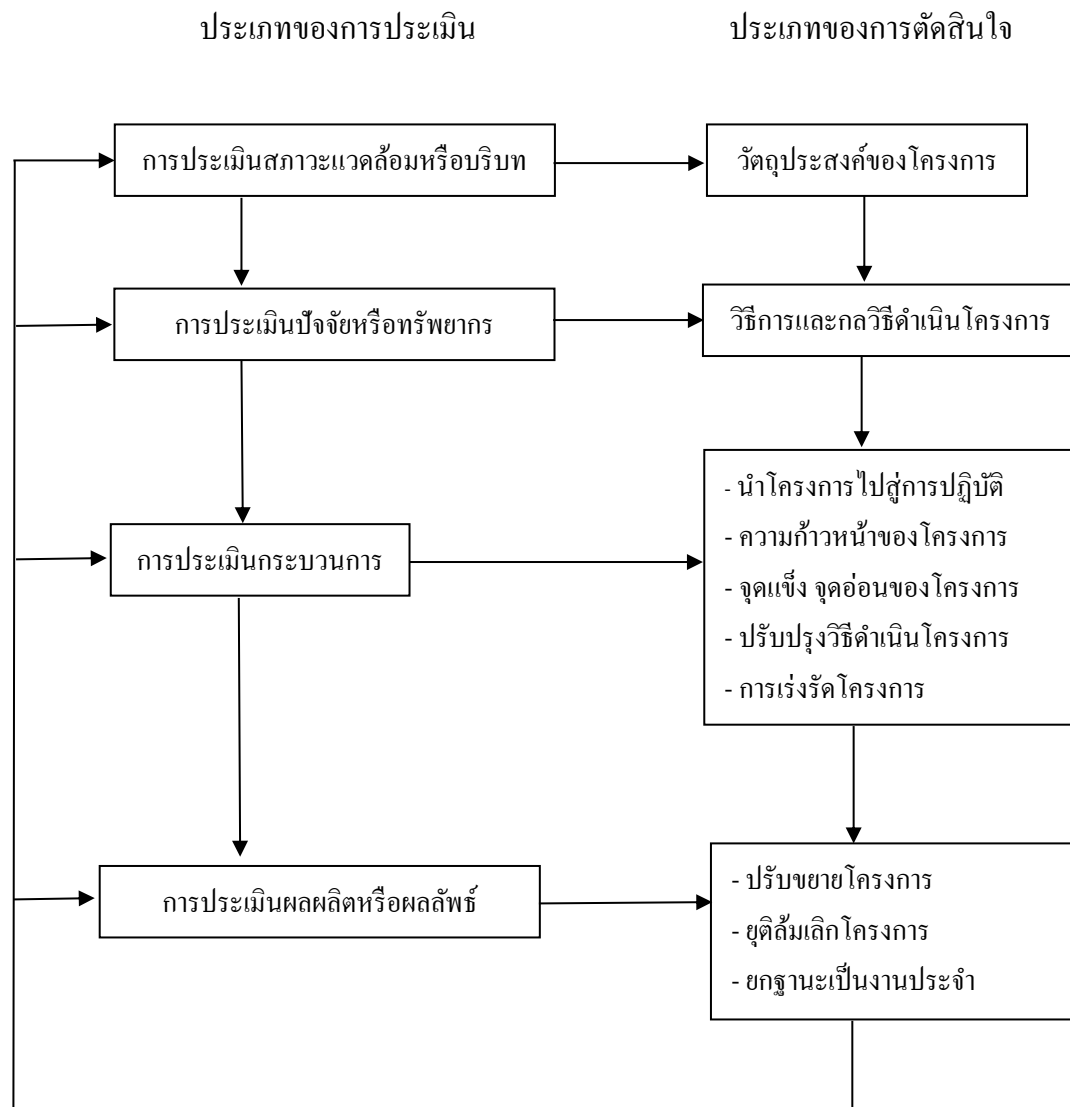 ประเภทของการประเมิน
ประเภทของการตัดสินใจ
การประเมินสภาวะแวดล้อมหรือบริบท
วัตถุประสงค์ของโครงการ
การประเมินปัจจัยหรือทรัพยากร
วิธีการและกลวิธีดำเนินโครงการ
การประเมินกระบวนการ
- นำโครงการไปสู่การปฏิบัติ
- ความก้าวหน้าของโครงการ
- จุดแข็ง จุดอ่อนของโครงการ
- ปรับปรุงวิธีดำเนินโครงการ
- การเร่งรัดโครงการ
การประเมินผลผลิตหรือผลลัพธ์
- ปรับขยายโครงการ
- ยุติล้มเลิกโครงการ
- ยกฐานะเป็นงานประจำ